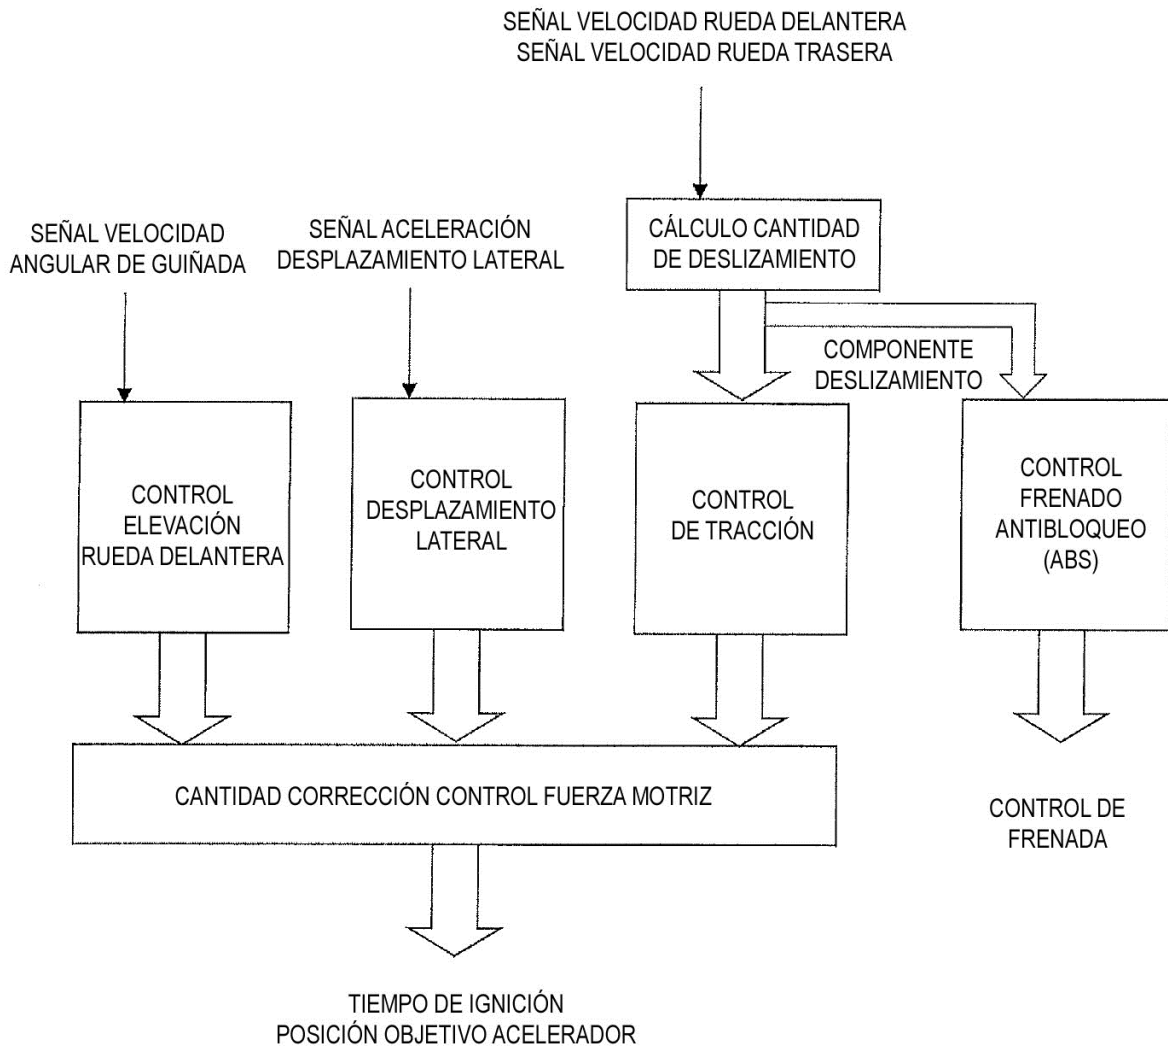 SEÑAL VELOCIDAD RUEDA DELANTERA
SEÑAL VELOCIDAD RUEDA TRASERA
SEÑAL VELOCIDAD
ANGULAR DE GUIÑADA
SEÑAL ACELERACIÓN
DESPLAZAMIENTO LATERAL
CÁLCULO CANTIDAD
DE DESLIZAMIENTO
COMPONENTE
DESLIZAMIENTO
CONTROL
ELEVACIÓN
RUEDA DELANTERA
CONTROL
DESPLAZAMIENTO
LATERAL
CONTROL
DE TRACCIÓN
CONTROL
FRENADO
ANTIBLOQUEO
(ABS)
CANTIDAD CORRECCIÓN CONTROL FUERZA MOTRIZ
CONTROL DE
FRENADA
TIEMPO DE IGNICIÓN
POSICIÓN OBJETIVO ACELERADOR